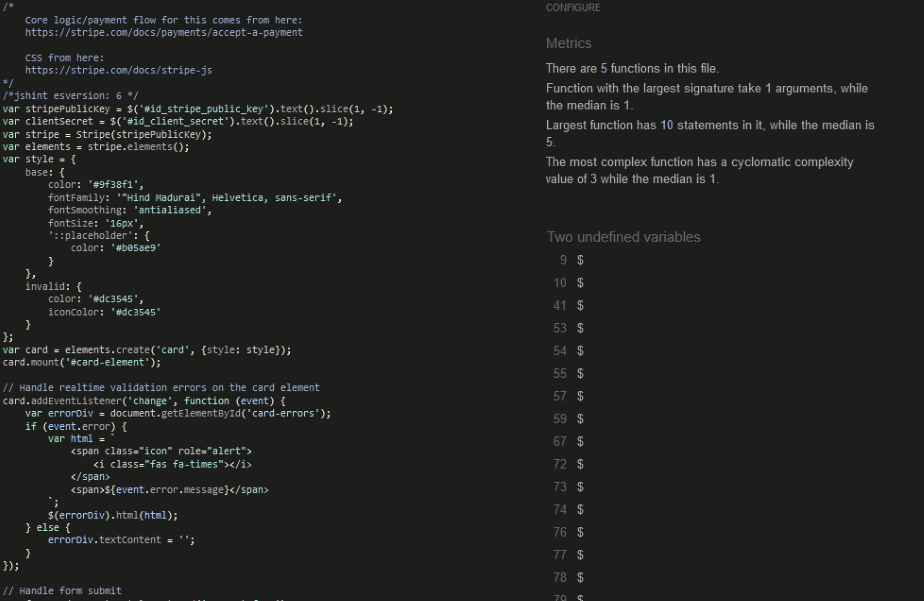 /*
    Core logic/payment flow for this comes from here:
    https://stripe.com/docs/payments/accept-a-payment

    CSS from here:
    https://stripe.com/docs/stripe-js
*/
/*jshint esversion: 6 */
var stripePublicKey = $('#id_stripe_public_key').text().slice(1, -1);
var clientSecret = $('#id_client_secret').text().slice(1, -1);
var stripe = Stripe(stripePublicKey);
var elements = stripe.elements();
var style = {
    base: {
        color: '#9f38f1',
        fontFamily: '"Hind Madurai", Helvetica, sans-serif',
        fontSmoothing: 'antialiased',
        fontSize: '16px',
        '::placeholder': {
            color: '#b05ae9'
        }
    },
    invalid: {
        color: '#dc3545',
        iconColor: '#dc3545'
    }
};
var card = elements.create('card', {style: style});
card.mount('#card-element');

// Handle realtime validation errors on the card element
card.addEventListener('change', function (event) {
    var errorDiv = document.getElementById('card-errors');
    if (event.error) {
        var html = `
            <span class="icon" role="alert">
                <i class="fas fa-times"></i>
            </span>
            <span>${event.error.message}</span>
        `;
        $(errorDiv).html(html);
    } else {
        errorDiv.textContent = '';
    }
});

// Handle form submit
CONFIGURE
Metrics
There are 5 functions in this file.
Function with the largest signature take 1 arguments, while
the median is 1.
Largest function has 10 statements in it, while the median is
5.
The most complex function has a cyclomatic complexity
value of 3 while the median is 1.
Two undefined variables
9 $
10 $
41 $
53 $
54 $
55 $
57 $
59 $
67 $
72 $
73 $
74 $
76 $
77 $
78 $
79 $